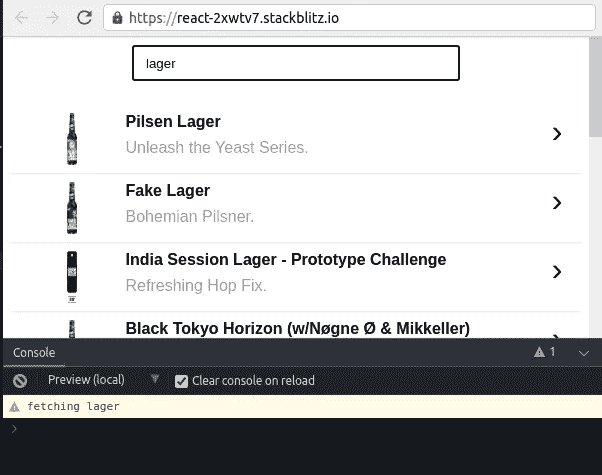 https://react-2xwtv7.stackblitz.io
lager
Pilsen Lager
Unleash the Yeast Series.
Fake Lager
Bohemian Pilsner.
India Session Lager - Prototype Challenge
Refreshing Hop Fix.
Black Tokyo Horizon (w/Nøgne Ø & Mikkeller)
Console
1
Preview (local)
Clear console on reload
fetching lager